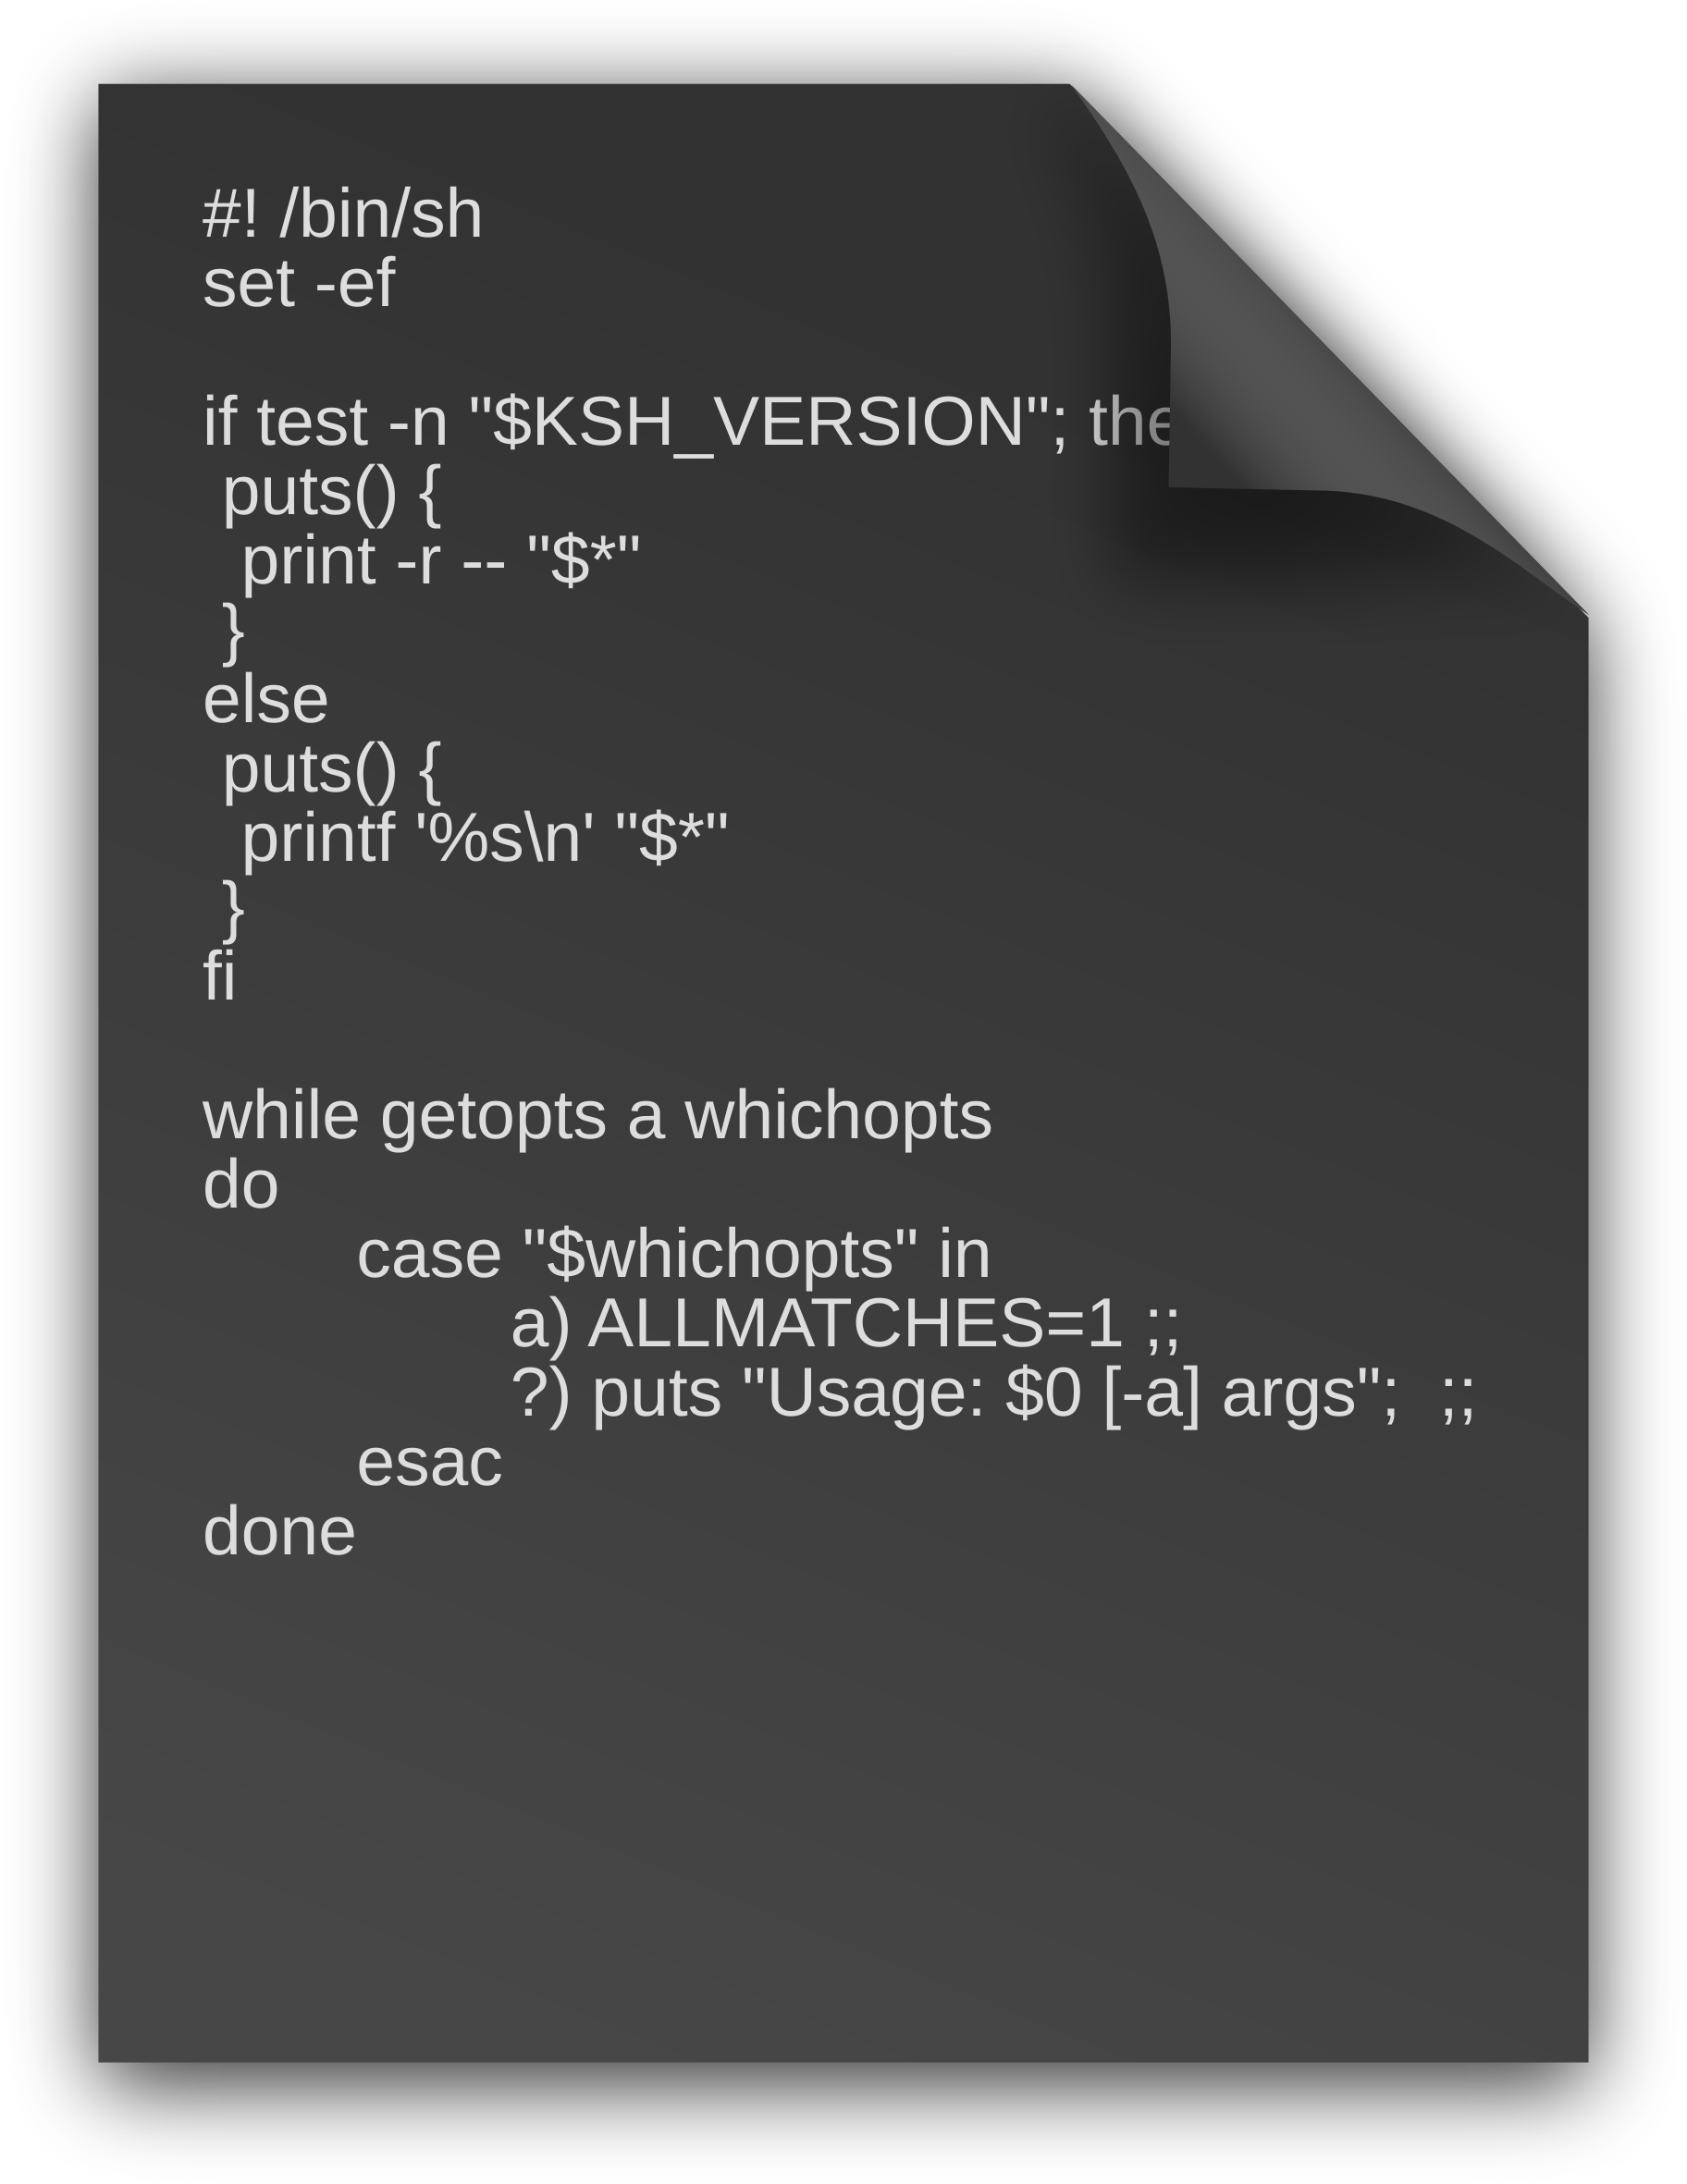 #! /bin/sh
set -ef
if test -n "$KSH_VERSION"; the
puts() {
print -r -- "$*"
}
else
puts() {
printf '%s\n' "$*"
}
fi
while getopts a whichopts
do
case "$whichopts" in
a) ALLMATCHES=1 ;;
?) puts "Usage: $0 [-a] args";  ;;
esac
done